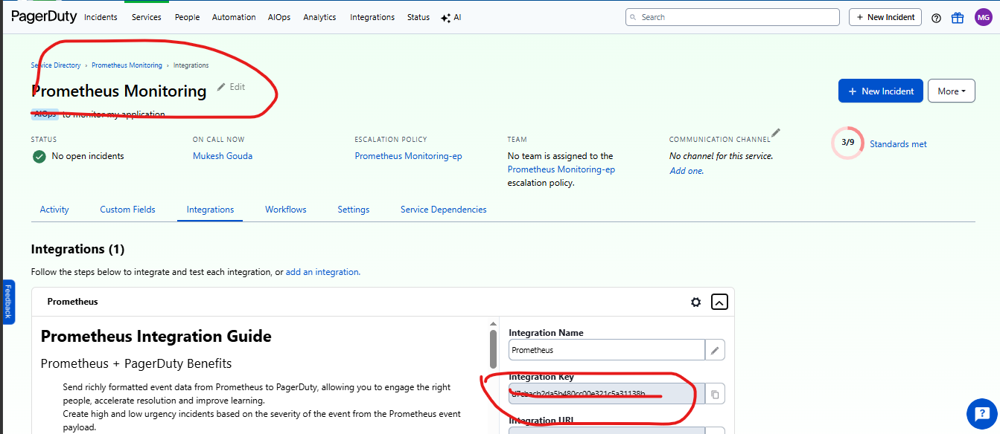 PagerDuty Incidents Services People Automation AIOps Analytics Integrations Status AI Search + New Incident MG
Service Directory › Prometheus Monitoring › Integrations
Prometheus Monitoring Edit
+ New Incident More
AIOps to monitor my application
STATUS
No open incidents
ON CALL NOW
Mukesh Gouda
ESCALATION POLICY
Prometheus Monitoring-ep
TEAM
No team is assigned to the
Prometheus Monitoring-ep
escalation policy.
COMMUNICATION CHANNEL
No channel for this service.
Add one.
3/9 Standards met
Activity Custom Fields Integrations Workflows Settings Service Dependencies
Integrations (1)
Follow the steps below to integrate and test each integration, or add an integration.
Feedback
Prometheus
Prometheus Integration Guide
Prometheus + PagerDuty Benefits
Send richly formatted event data from Prometheus to PagerDuty, allowing you to engage the right
people, accelerate resolution and improve learning.
Create high and low urgency incidents based on the severity of the event from the Prometheus event
payload.
Integration Name
Prometheus
Integration Key
Integration URL